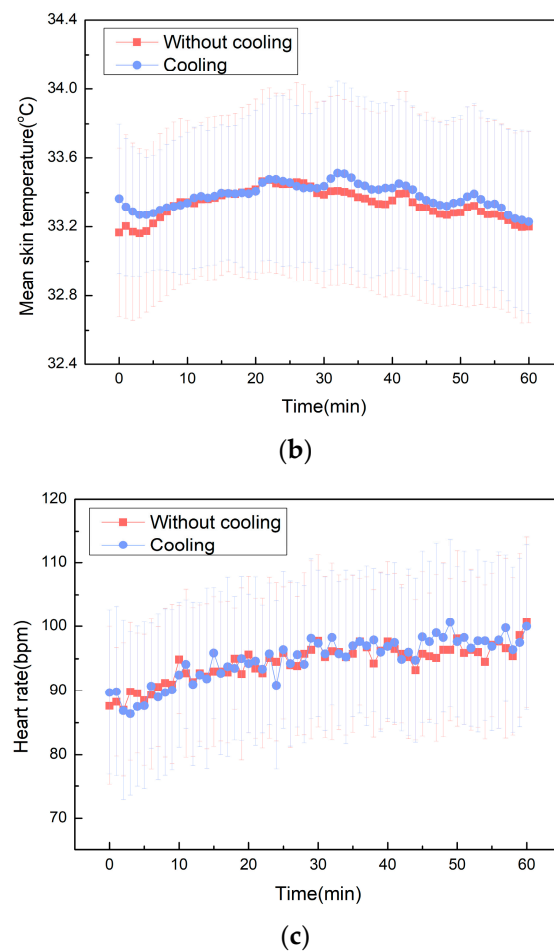 34.4
Without cooling
Cooling
34.0
33.6
33.2
32.8
32.4
Mean skin temperature(°C)
0 10 20 30 40 50 60
Time(min)
(b)
120
Without cooling
Cooling
110
100
90
80
70
Heart rate(bpm)
0 10 20 30 40 50 60
Time(min)
(c)